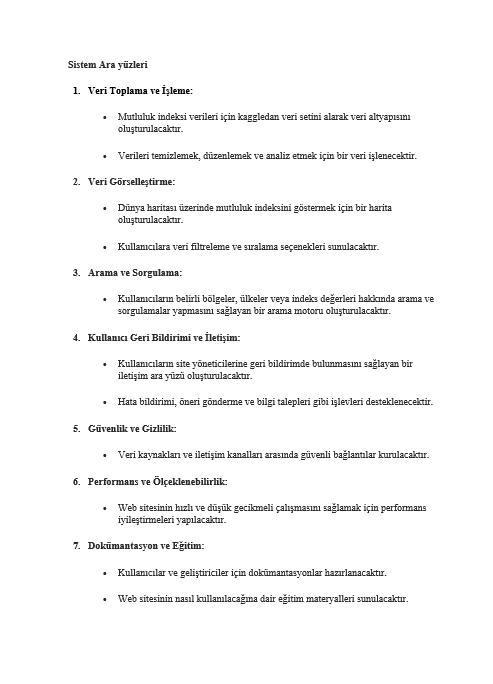 Sistem Ara yüzleri
1. Veri Toplama ve İşleme:
• Mutluluk indeksi verileri için kaggledan veri setini alarak veri altyapısını
oluşturulacaktır.
• Verileri temizlemek, düzenlemek ve analiz etmek için bir veri işlenecektir.
2. Veri Görselleştirme:
• Dünya haritası üzerinde mutluluk indeksini göstermek için bir harita
oluşturulacaktır.
• Kullanıcılara veri filtreleme ve sıralama seçenekleri sunulacaktır.
3. Arama ve Sorgulama:
• Kullanıcıların belirli bölgeler, ülkeler veya indeks değerleri hakkında arama ve
sorgulamalar yapmasını sağlayan bir arama motoru oluşturulacaktır.
4. Kullanıcı Geri Bildirimi ve İletişim:
• Kullanıcıların site yöneticilerine geri bildirimde bulunmasını sağlayan bir
iletişim ara yüzü oluşturulacaktır.
• Hata bildirimi, öneri gönderme ve bilgi talepleri gibi işlevleri desteklenecektir.
5. Güvenlik ve Gizlilik:
• Veri kaynakları ve iletişim kanalları arasında güvenli bağlantılar kurulacaktır.
6. Performans ve Ölçeklenebilirlik:
• Web sitesinin hızlı ve düşük gecikmeli çalışmasını sağlamak için performans
iyileştirmeleri yapılacaktır.
7. Dokümantasyon ve Eğitim:
• Kullanıcılar ve geliştiriciler için dokümantasyonlar hazırlanacaktır.
• Web sitesinin nasıl kullanılacağına dair eğitim materyalleri sunulacaktır.